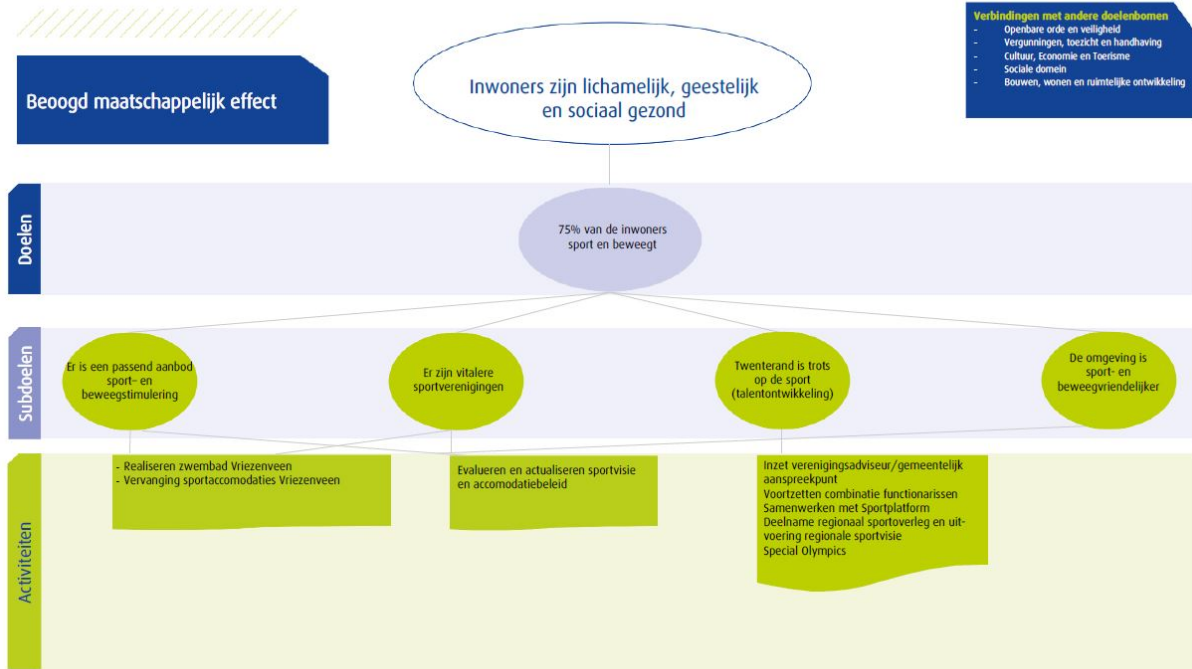 Beoogd maatschappelijk effect
Inwoners zijn lichamelijk, geestelijk
en sociaal gezond
Verbindingen met andere doelenbomen
- Openbare orde en veiligheid
- Vergunningen, toezicht en handhaving
- Cultuur, Economie en Toerisme
- Sociale domein
- Bouwen, wonen en ruimtelijke ontwikkeling
Doelen
75% van de inwoners
sport en beweegt
Subdoelen
Er is een passend aanbod
sport- en
beweegstimulering
Er zijn vitalere
sportverenigingen
Twenterand is trots
op de sport
(talentontwikkeling)
De omgeving is
sport- en
beweegvriendelijker
Activiteiten
- Realiseren zwembad Vriezenveen
- Vervanging sportaccomodaties Vriezenveen
Evalueren en actualiseren sportvisie
en accomodatiebeleid
Inzet verenigingsadviseur/gemeentelijk
aanspreekpunt
Voortzetten combinatie functionarissen
Samenwerken met Sportplatform
Deelname regionaal sportoverleg en uit-
voering regionale sportvisie
Special Olympics